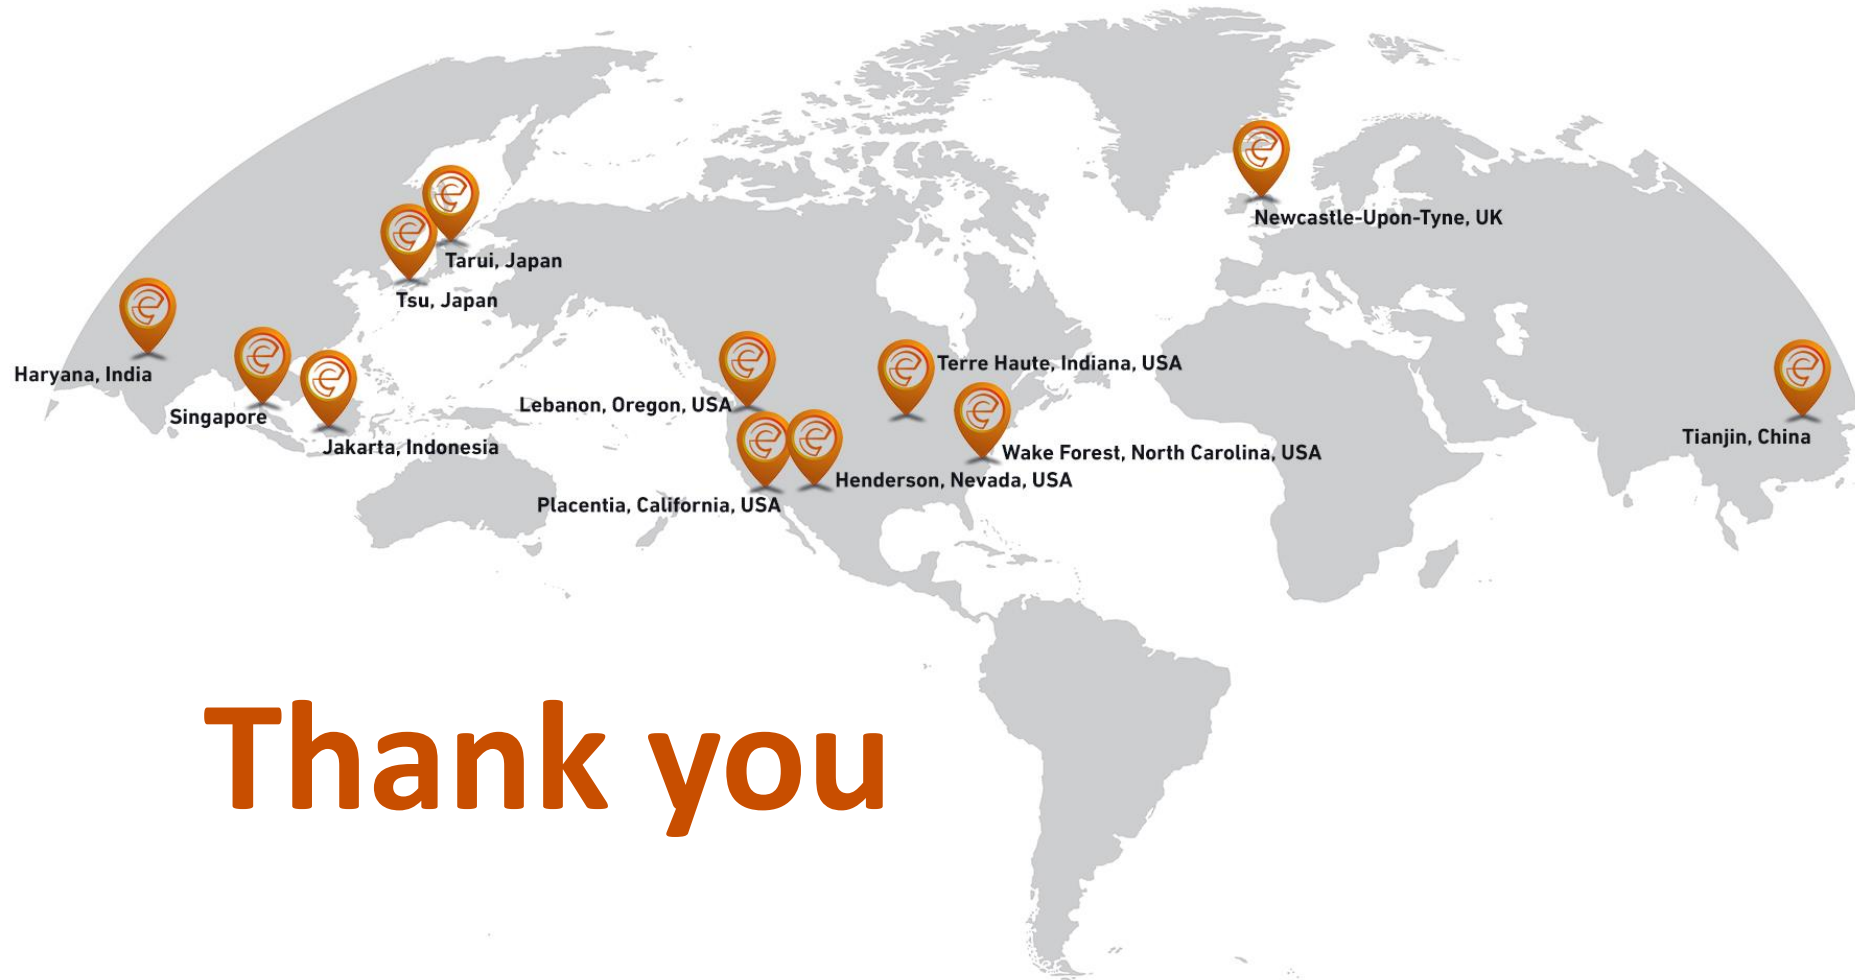 Newcastle-Upon-Tyne, UK
Tarui, Japan
Tsu, Japan
Haryana, India
Singapore
Jakarta, Indonesia
Terre Haute, Indiana, USA
Lebanon, Oregon, USA
Wake Forest, North Carolina, USA
Henderson, Nevada, USA
Placentia, California, USA
Tianjin, China
Thank you